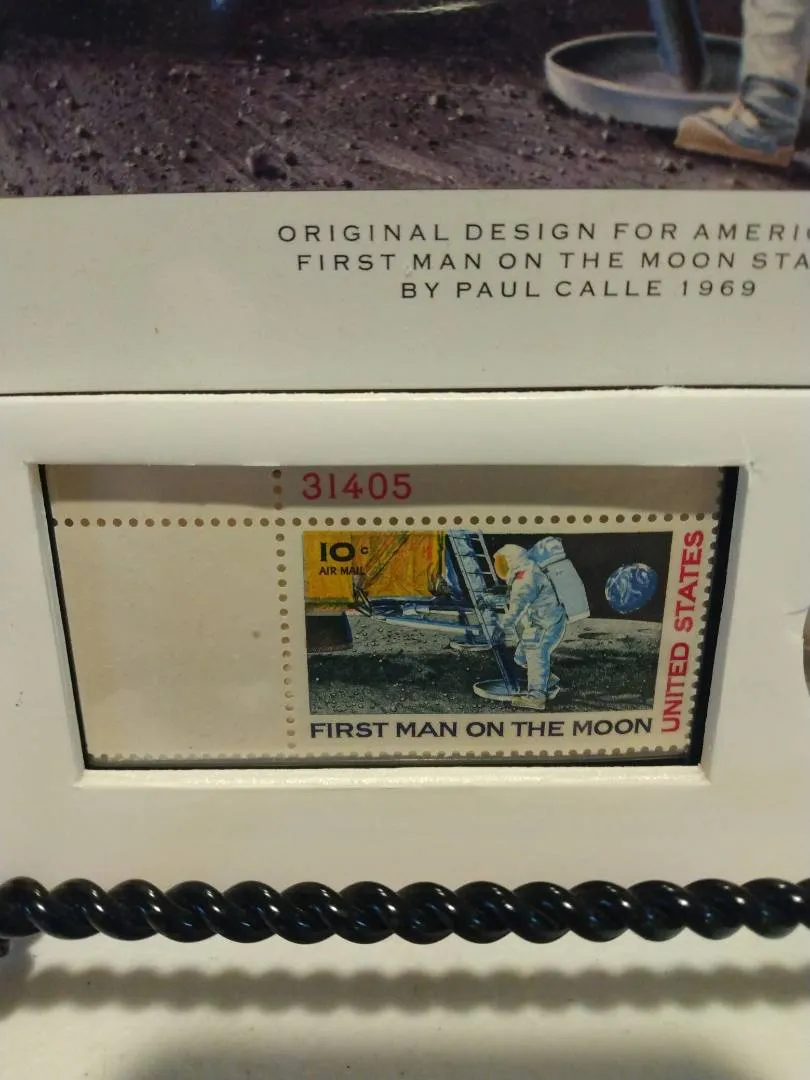 ORIGINAL DESIGN FOR AMERIC
FIRST MAN ON THE MOON STA
BY PAUL CALLE 1969
31405
10c
AIR MAIL
UNITED STATES
FIRST MAN ON THE MOON